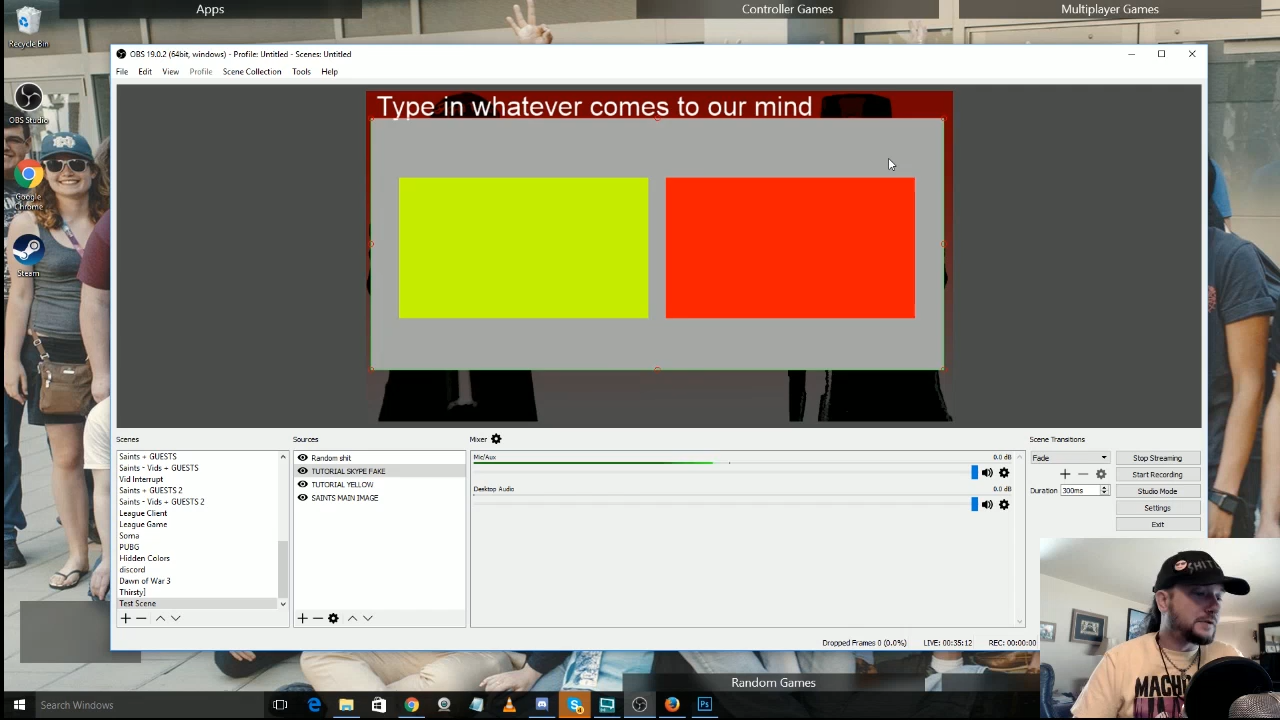 Apps
Controller Games
Multiplayer Games
Recycle Bin
OBS 19.0.2 (64bit, windows) - Profile: Untitled - Scenes: Untitled
File Edit View Profile Scene Collection Tools Help
OBS Studio
Google Chrome
Steam
Type in whatever comes to our mind
Scenes
Saints + GUESTS
Saints - Vids + GUESTS
Vid Interrupt
Saints + GUESTS 2
Saints - Vids + GUESTS 2
League Client
League Game
Soma
PUBG
Hidden Colors
discord
Dawn of War 3
Thirsty]
Test Scene
Sources
Random shit
TUTORIAL SKYPE FAKE
TUTORIAL YELLOW
SAINTS MAIN IMAGE
Mixer
Mic/Aux 0.0 dB
Desktop Audio 0.0 dB
Scene Transitions
Fade
Duration 300ms
Stop Streaming
Start Recording
Studio Mode
Settings
Exit
Dropped Frames 0 (0.0%) LIVE: 00:35:12 REC: 00:00:00
Random Games
Search Windows